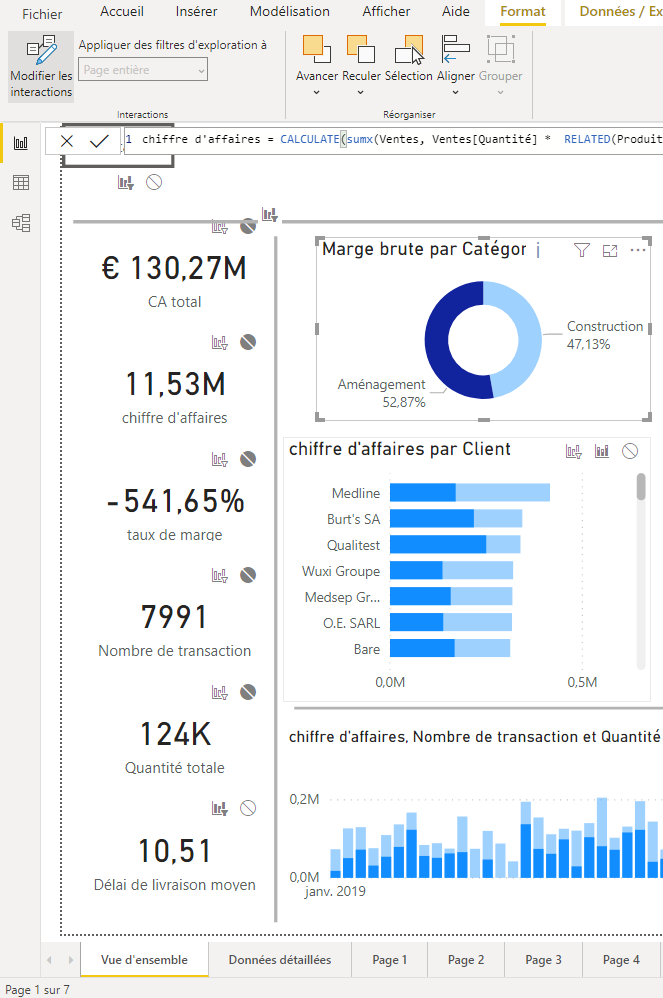 Fichier Accueil Insérer Modélisation Afficher Aide Format Données / Ex
Modifier les interactions
Appliquer des filtres d'exploration à
Page entière
Interactions
Avancer Reculer Sélection Aligner Grouper
Réorganiser
1 chiffre d'affaires = CALCULATE(sumx(Ventes, Ventes[Quantité] * RELATED(Produit
€ 130,27M
CA total
11,53M
chiffre d'affaires
-541,65%
taux de marge
7991
Nombre de transaction
124K
Quantité totale
10,51
Délai de livraison moyen
Marge brute par Catégor
Construction
47,13%
Aménagement
52,87%
chiffre d'affaires par Client
Medline
Burt's SA
Qualitest
Wuxi Groupe
Medsep Gr...
O.E. SARL
Bare
0,0M 0,5M
chiffre d'affaires, Nombre de transaction et Quantité
0,2M
0,0M
janv. 2019
Vue d'ensemble Données détaillées Page 1 Page 2 Page 3 Page 4
Page 1 sur 7